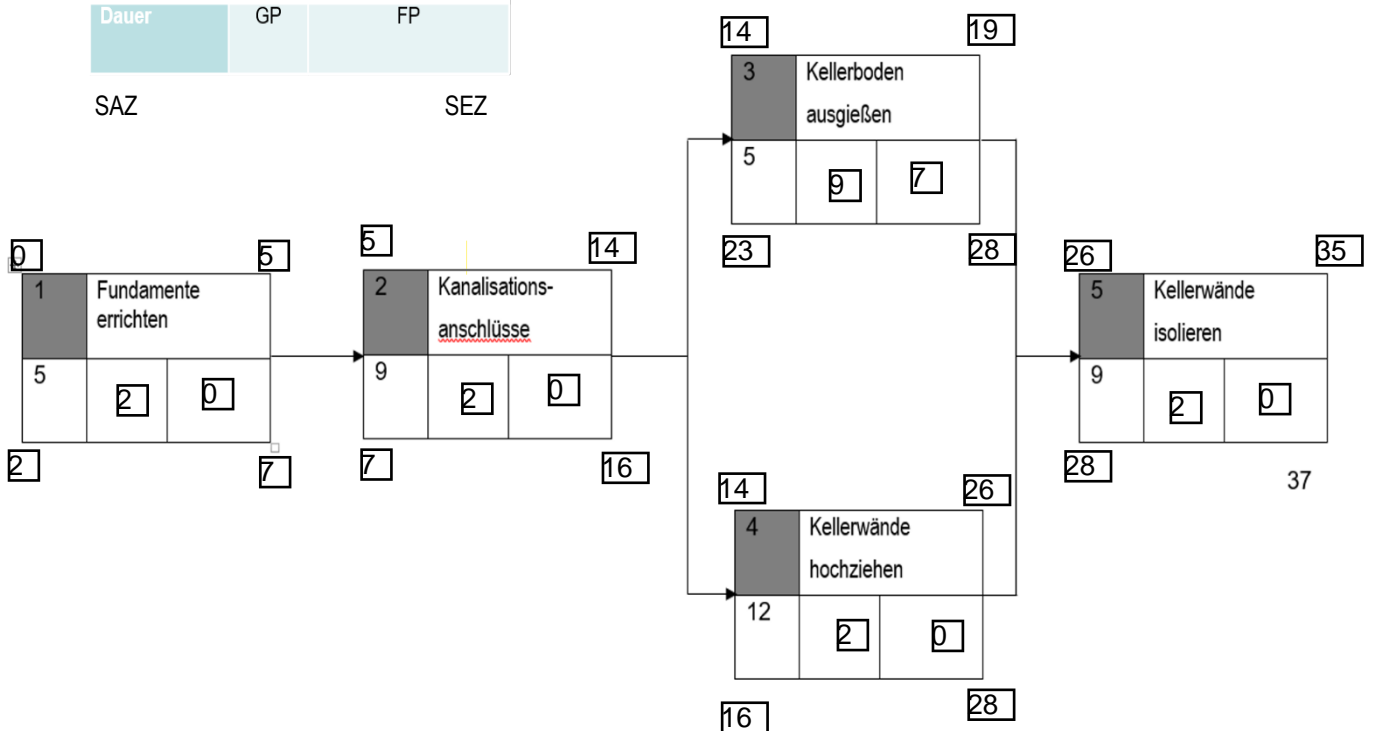 Dauer GP FP
SAZ SEZ
14 19
3 Kellerboden
ausgießen
5 9 7
23 28
0 5
1 Fundamente
errichten
5 2 0
2 7
5 14
2 Kanalisations-
anschlüsse
9 2 0
7 16
14 26
4 Kellerwände
hochziehen
12 2 0
16 28
26 35
5 Kellerwände
isolieren
9 2 0
28 37